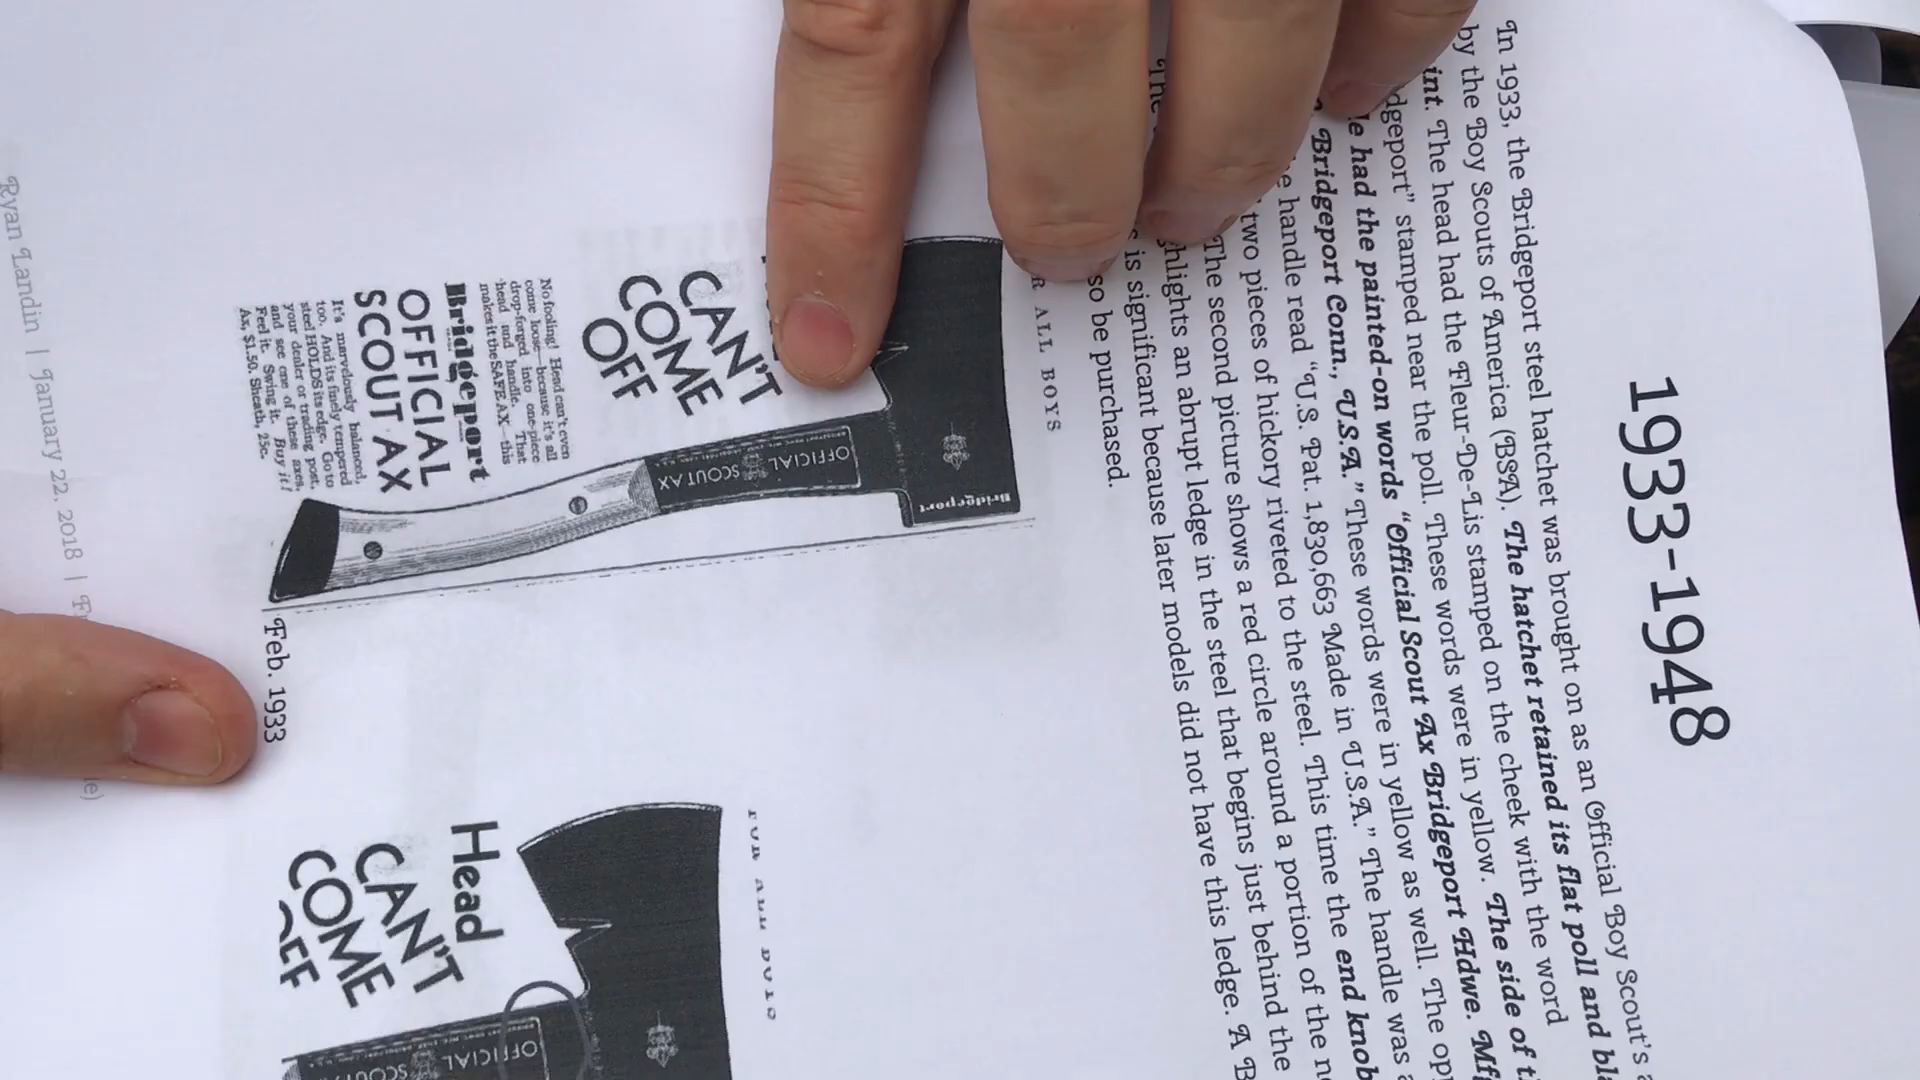 1933-1948
In 1933, the Bridgeport steel hatchet was brought on as an Official Boy Scout's
by the Boy Scouts of America (BSA). The hatchet retained its flat poll and
The head had the Fleur-De-Lis stamped on the cheek with the word
stamped near the poll. These words were in yellow. The side of
had the painted-on words "Official Scout Ax Bridgeport Hdwe.
Bridgeport Conn., U.S.A." These words were in yellow as well. The
handle read "U.S. Pat. 1,830,663 Made in U.S.A." The handle was
two pieces of hickory riveted to the steel. This time the end knob
The second picture shows a red circle around a portion of the
an abrupt ledge in the steel that begins just behind the
is significant because later models did not have this ledge. A
so be purchased.
ALL BOYS
CAN'T
COME
OFF
No fooling! Head can't even
come loose—because it's all
drop-forged into one-piece
head and handle. That
makes it the SAFE AX—this
Bridgeport
OFFICIAL
SCOUT AX
It's marvelously balanced,
too. And its finely tempered
steel HOLDS its edge. Go to
your dealer or trading post,
and see one of these axes.
Feel it. Swing it. Buy it!
Ax, $1.50. Sheath, 25c.
Bridgeport
OFFICIAL
SCOUT AX
Feb. 1933
FOR ALL BOYS
Head
CAN'T
COME
OFF
OFFICIAL
Ryan Landin | January 22, 2018 |